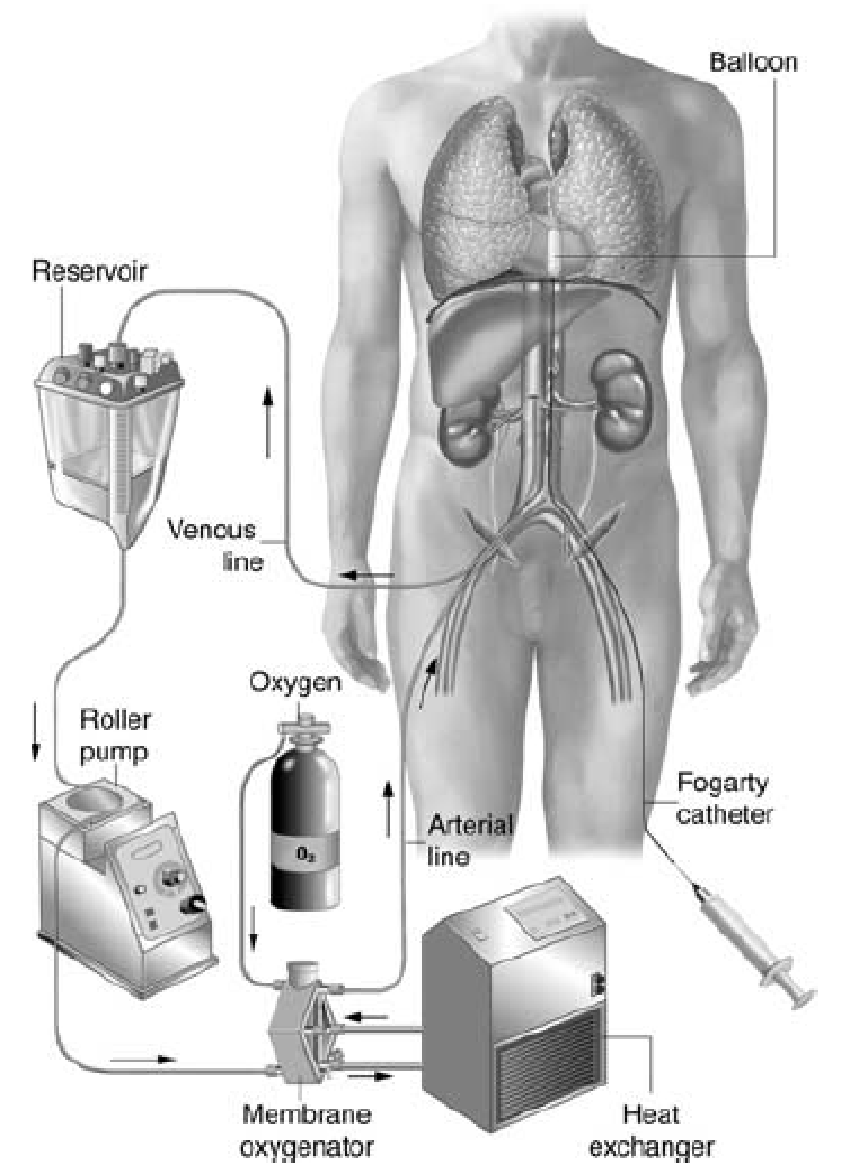 Balloon
Reservoir
Venous
line
Oxygen
Roller
pump
Fogarty
catheter
Arterial
line
O₂
Membrane
oxygenator
Heat
exchanger